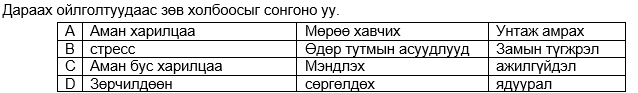 Дараах ойлголтуудаас зөв холбоосыг сонгоно уу.
A Аман харилцаа Мөрөө хавчих Унтаж амрах
B стресс Өдөр тутмын асуудлууд Замын түгжрэл
C Аман бус харилцаа Мэндлэх ажилгүйдэл
D Зөрчилдөөн сөргөлдөх ядуурал